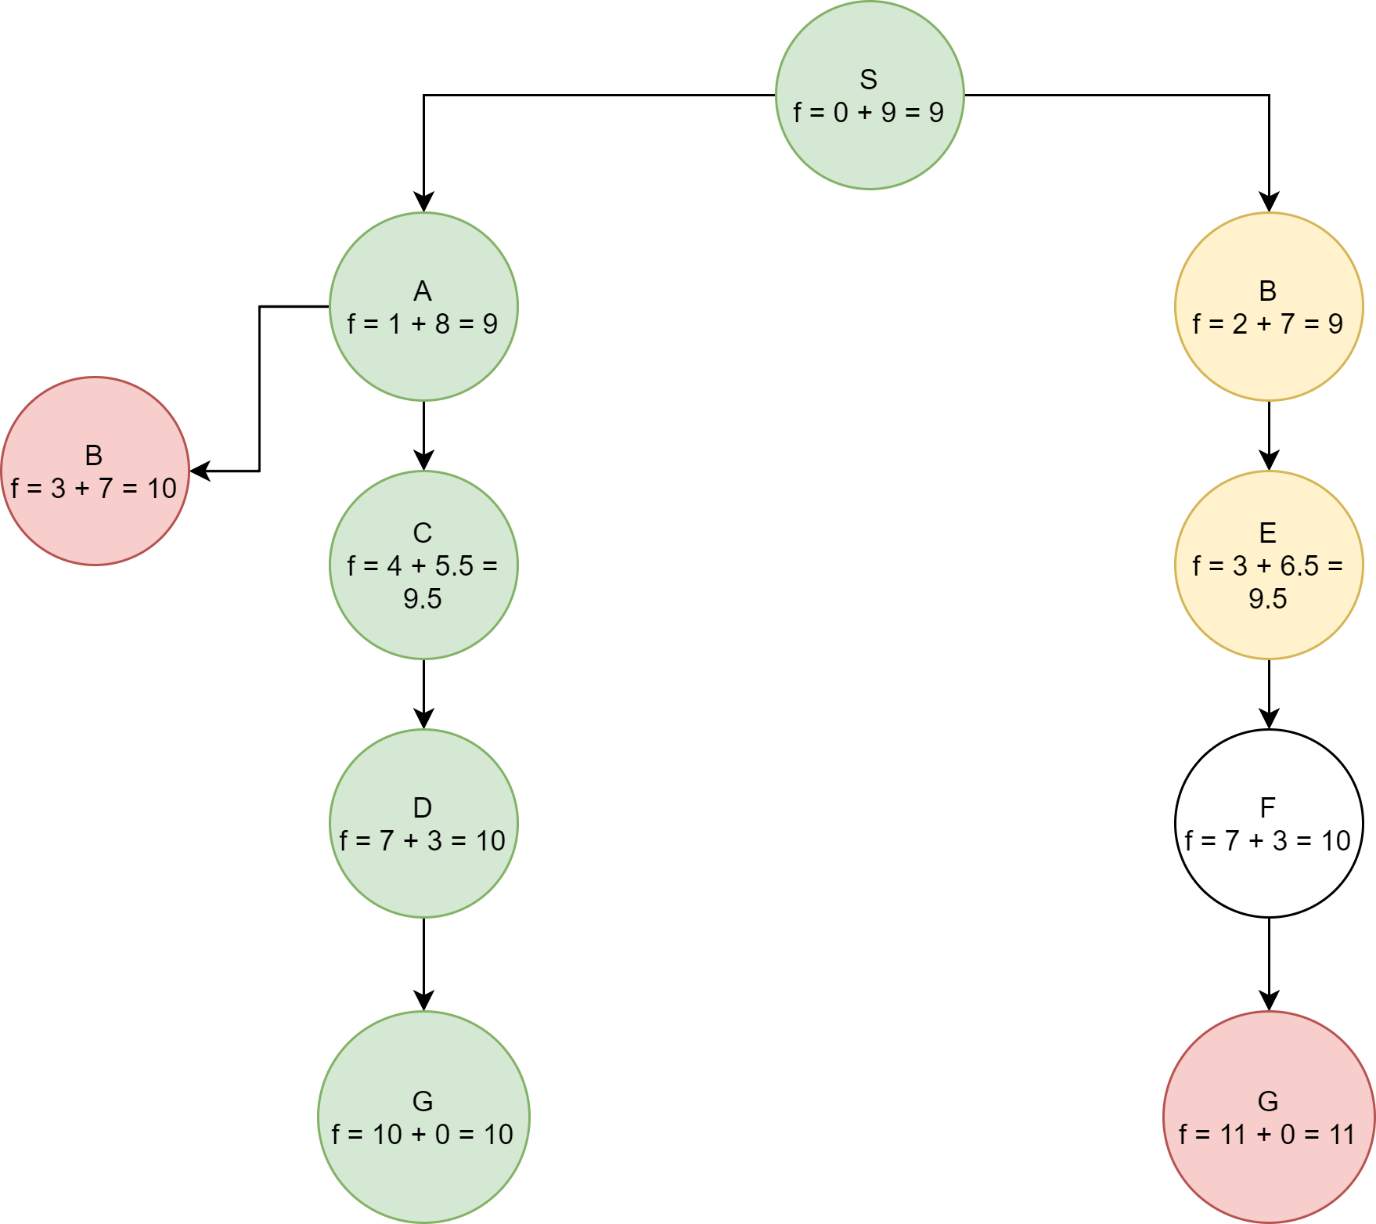 S
f = 0 + 9 = 9
A
f = 1 + 8 = 9
B
f = 2 + 7 = 9
B
f = 3 + 7 = 10
C
f = 4 + 5.5 =
9.5
E
f = 3 + 6.5 =
9.5
D
f = 7 + 3 = 10
F
f = 7 + 3 = 10
G
f = 10 + 0 = 10
G
f = 11 + 0 = 11